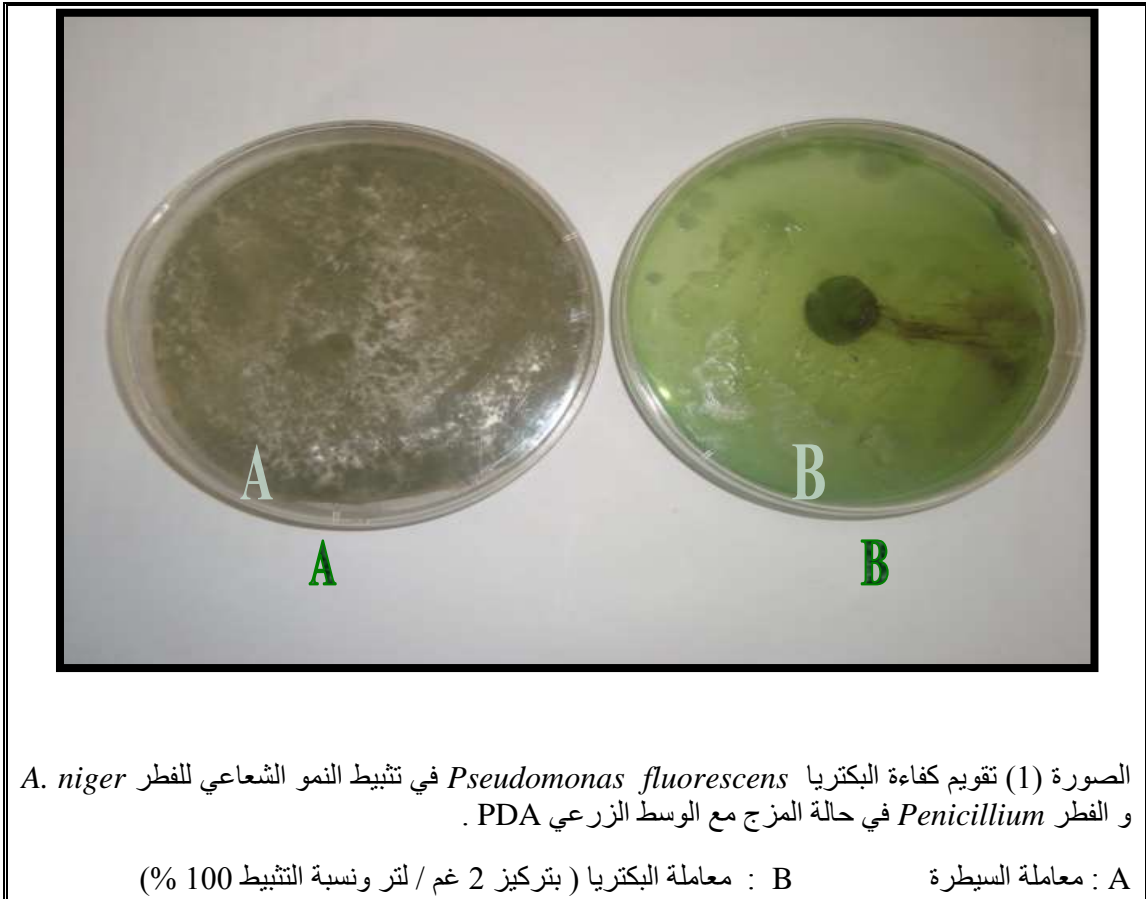 A
B
A
B
الصورة (1) تقويم كفاءة البكتريا Pseudomonas fluorescens في تثبيط النمو الشعاعي للفطر A. niger
و الفطر Penicillium في حالة المزج مع الوسط الزرعي PDA .
A : معاملة السيطرة B : معاملة البكتريا ( بتركيز 2 غم / لتر ونسبة التثبيط 100 %)